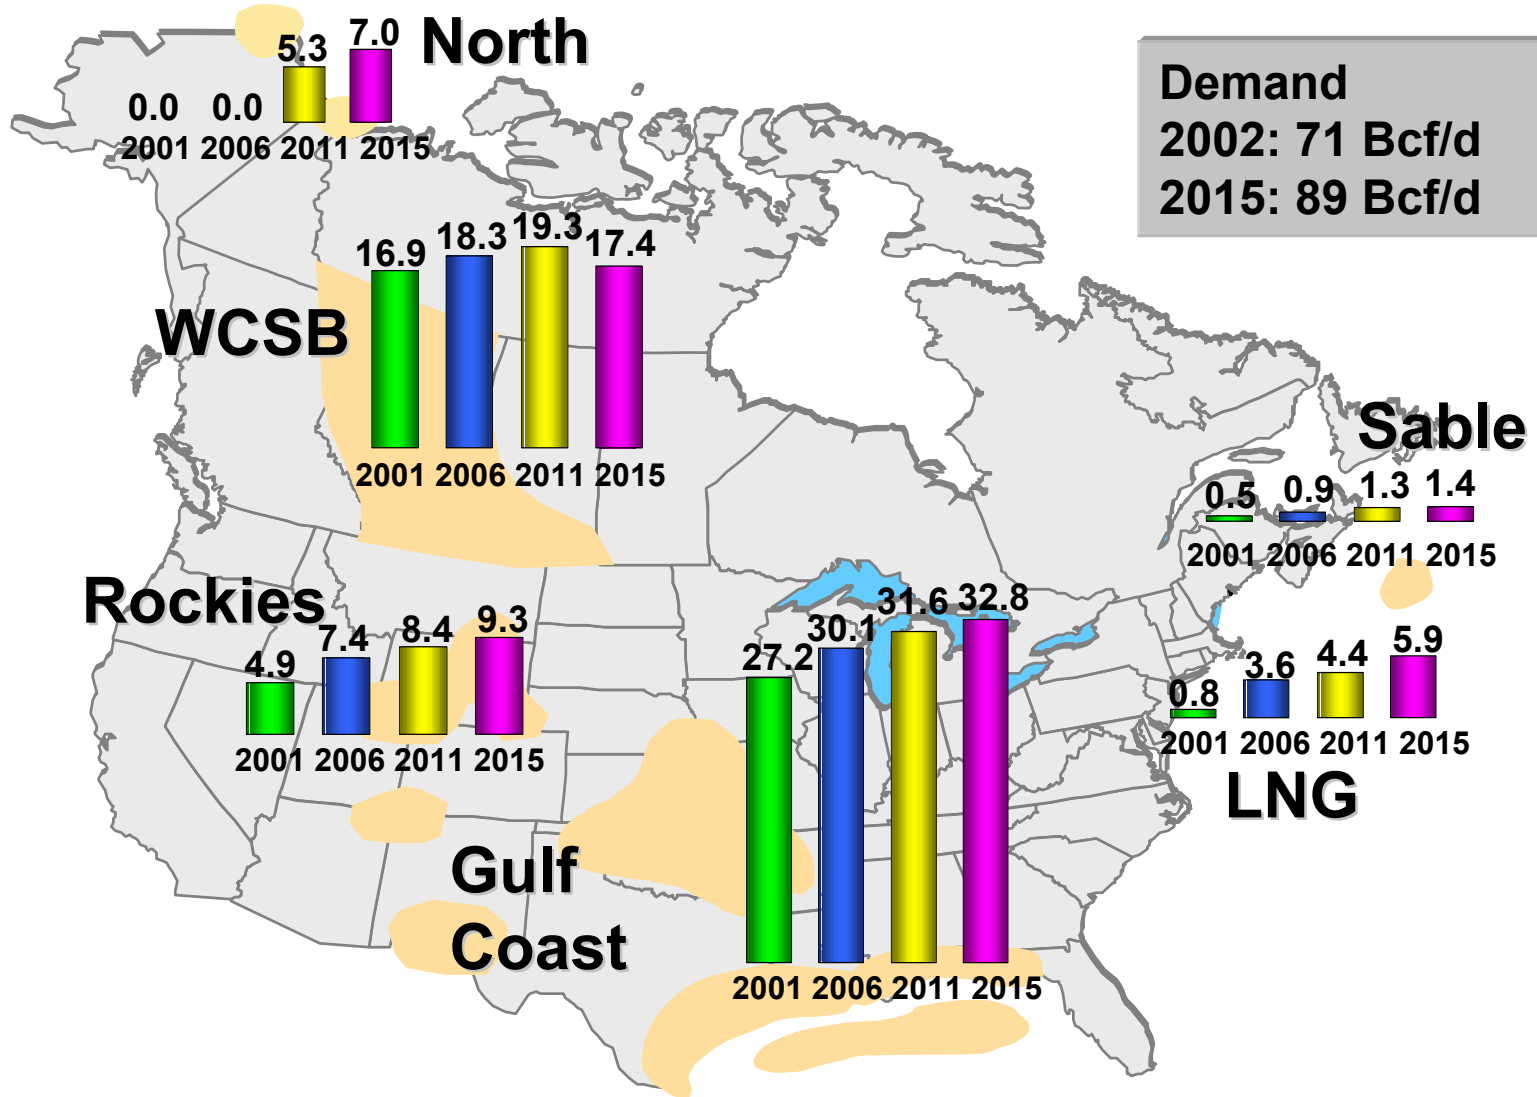 North
5.3 7.0
0.0 0.0
2001 2006 2011 2015
Demand
2002: 71 Bcf/d
2015: 89 Bcf/d
WCSB
16.9 18.3 19.3 17.4
2001 2006 2011 2015
Sable
0.5 0.9 1.3 1.4
2001 2006 2011 2015
Rockies
4.9 7.4 8.4 9.3
2001 2006 2011 2015
27.2 30.1 31.6 32.8
Gulf
Coast
2001 2006 2011 2015
0.8 3.6 4.4 5.9
2001 2006 2011 2015
LNG